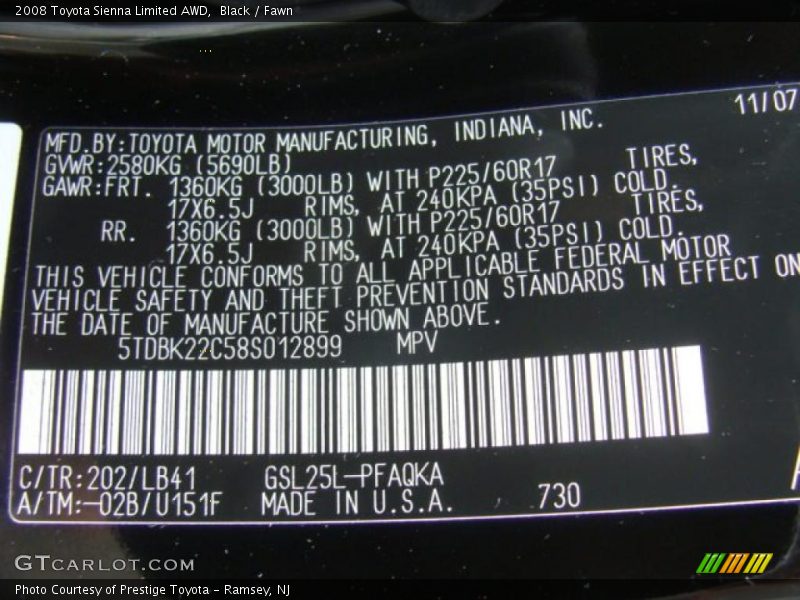 2008 Toyota Sienna Limited AWD, Black / Fawn
11/07
MFD.BY:TOYOTA MOTOR MANUFACTURING, INDIANA, INC.
GVWR:2580KG (5690LB)
GAWR:FRT. 1360KG (3000LB) WITH P225/60R17 TIRES,
17X6.5J RIMS, AT 240KPA (35PSI) COLD.
RR. 1360KG (3000LB) WITH P225/60R17 TIRES,
17X6.5J RIMS, AT 240KPA (35PSI) COLD.
THIS VEHICLE CONFORMS TO ALL APPLICABLE FEDERAL MOTOR
VEHICLE SAFETY AND THEFT PREVENTION STANDARDS IN EFFECT ON
THE DATE OF MANUFACTURE SHOWN ABOVE.
5TDBK22C58S012899 MPV
C/TR:202/LB41 GSL25L-PFAQKA
A/TM:-02B/U151F MADE IN U.S.A. 730
GTCARLOT.COM
Photo Courtesy of Prestige Toyota - Ramsey, NJ